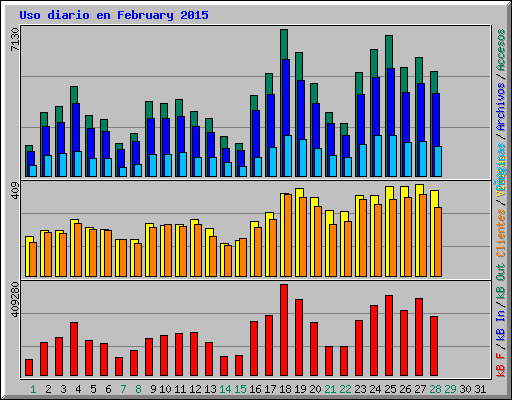 Uso diario en February 2015
7130
409
409280
kB F / kB In / kB Out Clientes / Páginas / Archivos / Accesos
1 2 3 4 5 6 7 8 9 10 11 12 13 14 15 16 17 18 19 20 21 22 23 24 25 26 27 28 29 30 31